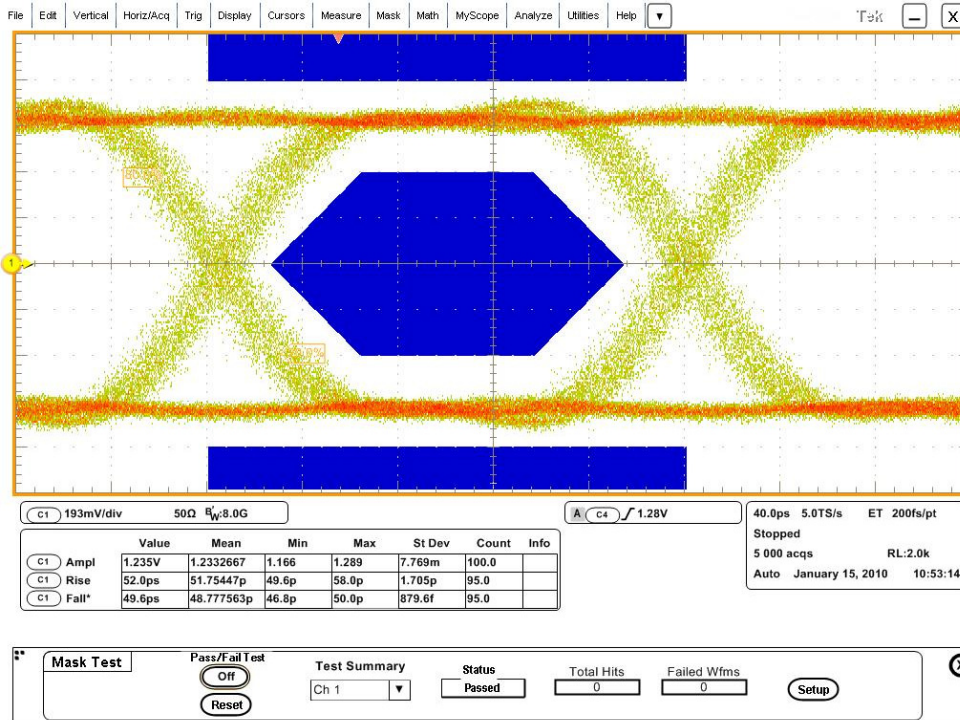 File Edit Vertical Horiz/Acq Trig Display Cursors Measure Mask Math MyScope Analyze Utilities Help Tek X
1
C1 193mV/div 50Ω BW:8.0G
A C4 1.28V
40.0ps 5.0TS/s ET 200fs/pt
Stopped
5 000 acqs RL:2.0k
Auto January 15, 2010 10:53:14
Value Mean Min Max St Dev Count Info
C1 Ampl 1.235V 1.2332667 1.166 1.289 7.769m 100.0
C1 Rise 52.0ps 51.75447p 49.6p 58.0p 1.705p 95.0
C1 Fall* 49.6ps 48.777563p 46.8p 50.0p 879.6f 95.0
Mask Test
Pass/Fail Test
Off
Reset
Test Summary
Ch 1
Status
Passed
Total Hits
0
Failed Wfms
0
Setup